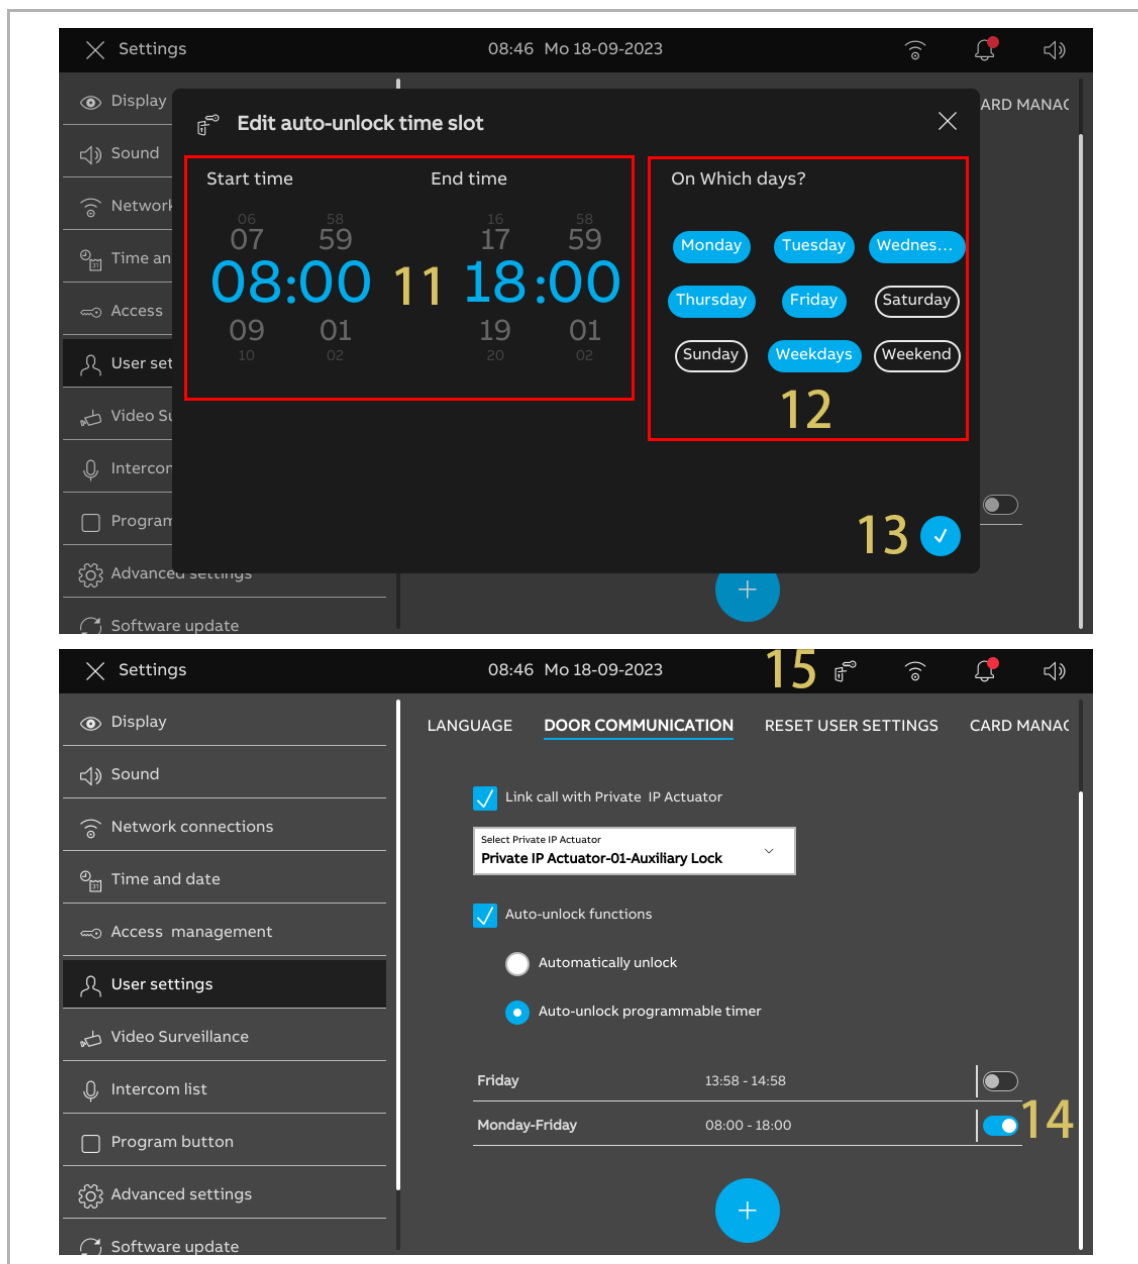 Settings 08:46 Mo 18-09-2023
Display ARD MANA
Edit auto-unlock time slot
Sound
Start time End time On Which days?
Network
06 58 16 58
07 59 17 59
Monday Tuesday Wednes...
Time an
08:00 11 18:00
Thursday Friday Saturday
Access
09 01 19 01
10 02 20 02
Sunday Weekdays Weekend
User set
12
Video Su
Intercor
Program
13
Advanced settings
Software update
Settings 08:46 Mo 18-09-2023 15
Display
LANGUAGE DOOR COMMUNICATION RESET USER SETTINGS CARD MANA
Sound
Link call with Private IP Actuator
Network connections
Select Private IP Actuator
Private IP Actuator-01-Auxiliary Lock
Time and date
Auto-unlock functions
Access management
Automatically unlock
User settings
Auto-unlock programmable timer
Video Surveillance
Friday 13:58 - 14:58
Intercom list
Monday-Friday 08:00 - 18:00 14
Program button
Advanced settings
Software update